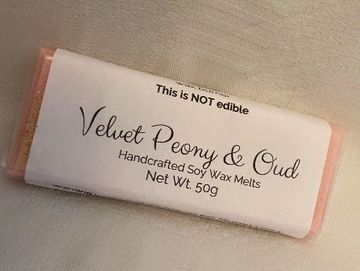 This is NOT edible
Velvet Peony & Oud
Handcrafted Soy Wax Melts
Net Wt. 50g